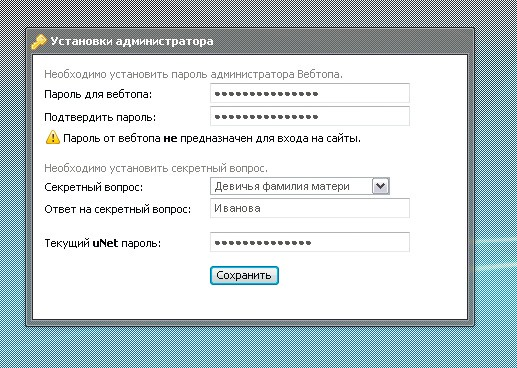 Установки администратора
Необходимо установить пароль администратора Вебтопа.
Пароль для вебтопа: ●●●●●●●●●●●●●●●
Подтвердить пароль: ●●●●●●●●●●●●●●●
Пароль от вебтопа не предназначен для входа на сайты.
Необходимо установить секретный вопрос.
Секретный вопрос: Девичья фамилия матери
Ответ на секретный вопрос: Иванова
Текущий uNet пароль: ●●●●●●●●●●●●●●
Сохранить